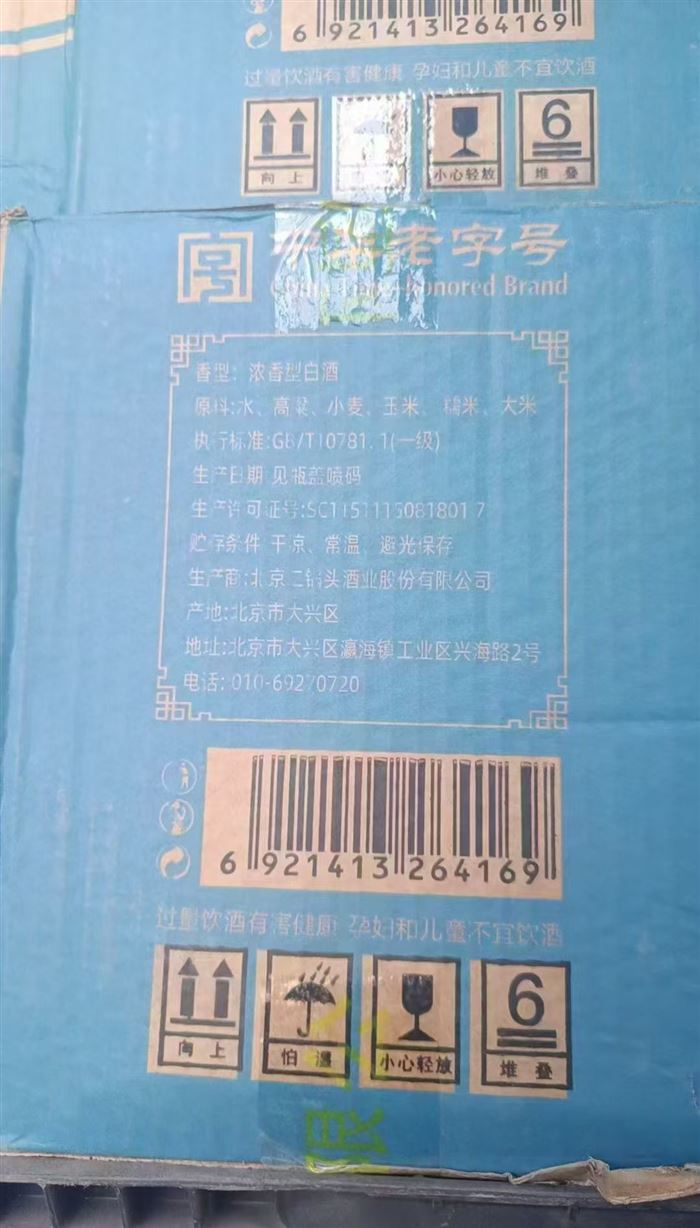 6 921413 264169
过量饮酒有害健康 孕妇和儿童不宜饮酒
向上
小心轻放
6
堆叠
老字号
Honored Brand
香型：浓香型白酒
原料:水、高粱、小麦、玉米、糯米、大米
执行标准:GB/T10781.1(一级)
生产日期 见瓶盖喷码
生产许可证号:SC11511150818017
贮存条件 干凉、常温、避光保存
生产商:北京二锅头酒业股份有限公司
产地:北京市大兴区
地址:北京市大兴区瀛海镇工业区兴海路2号
电话:010-69270720
6 921413 264169
过量饮酒有害健康 孕妇和儿童不宜饮酒
向上
怕湿
小心轻放
6
堆叠